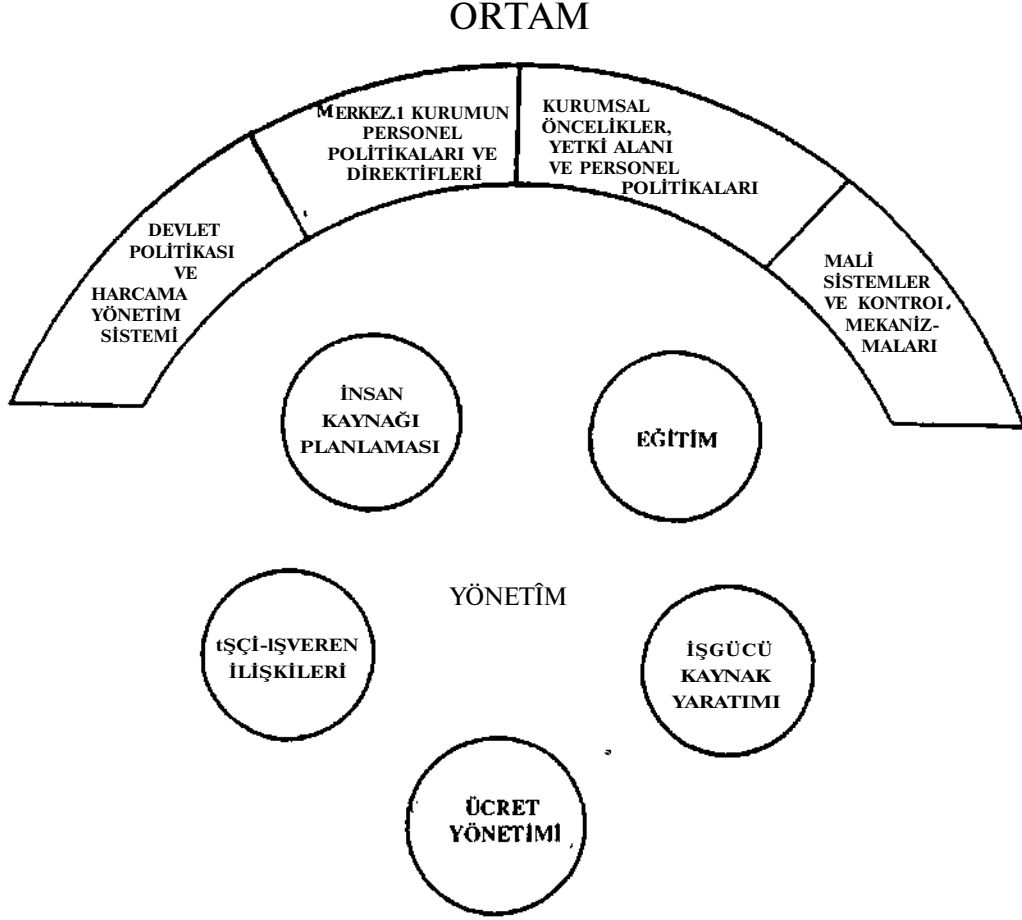 ORTAM
DEVLET
POLİTİKASI
VE
HARCAMA
YÖNETİM
SİSTEMİ
MERKEZ.1 KURUMUN
PERSONEL
POLİTİKALARI VE
DİREKTİFLERİ
KURUMSAL
ÖNCELİKLER,
YETKİ ALANI
VE PERSONEL
POLİTİKALARI
MALİ
SİSTEMLER
VE KONTROL
MEKANİZ-
MALARI
İNSAN
KAYNAĞI
PLANLAMASI
EĞİTİM
YÖNETÎM
tŞÇİ-lŞVEREN
İLİŞKİLERİ
İŞGÜCÜ
KAYNAK
YARATIMI
ÜCRET
YÖNETİMİ